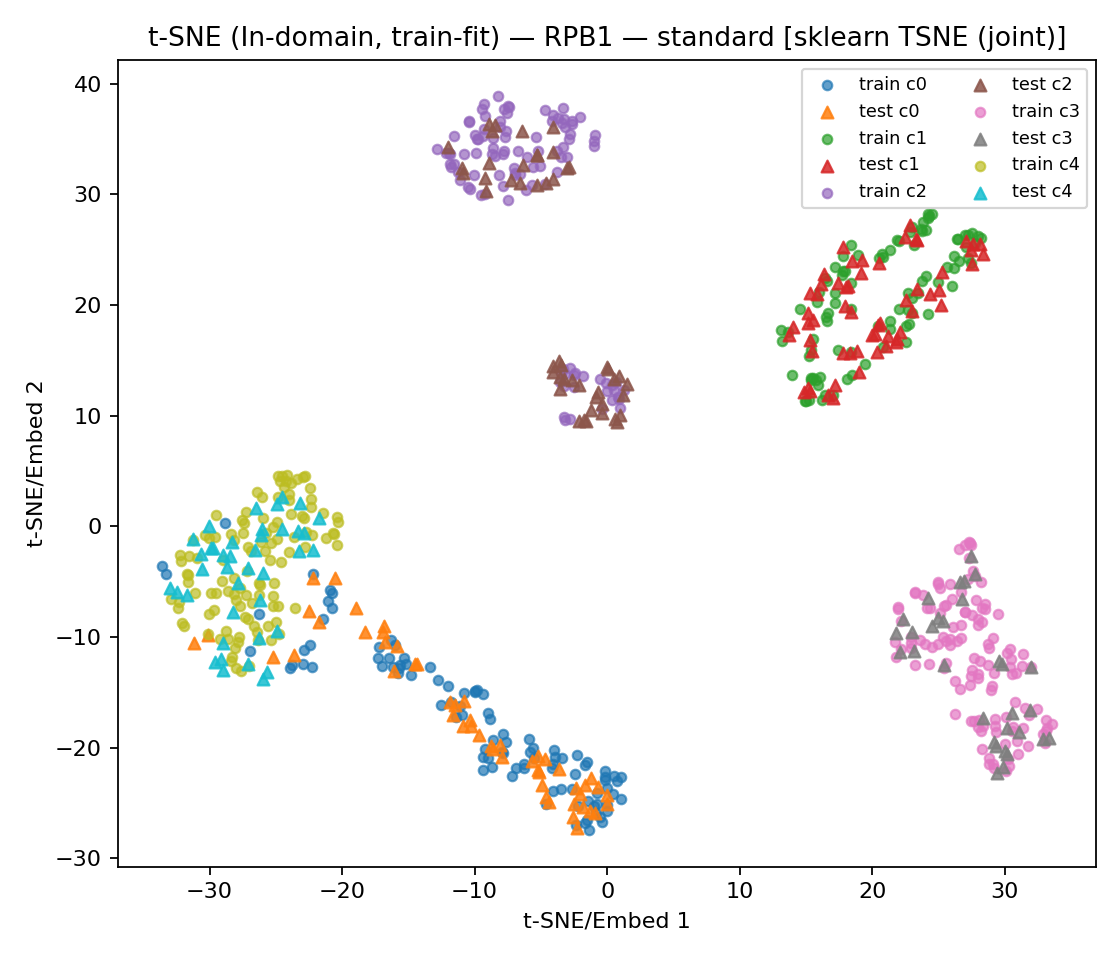 t-SNE (In-domain, train-fit) — RPB1 — standard [sklearn TSNE (joint)]
train c0
test c0
train c1
test c1
train c2
test c2
train c3
test c3
train c4
test c4
40
30
20
10
0
−10
−20
−30
t-SNE/Embed 2
−30
−20
−10
0
10
20
30
t-SNE/Embed 1